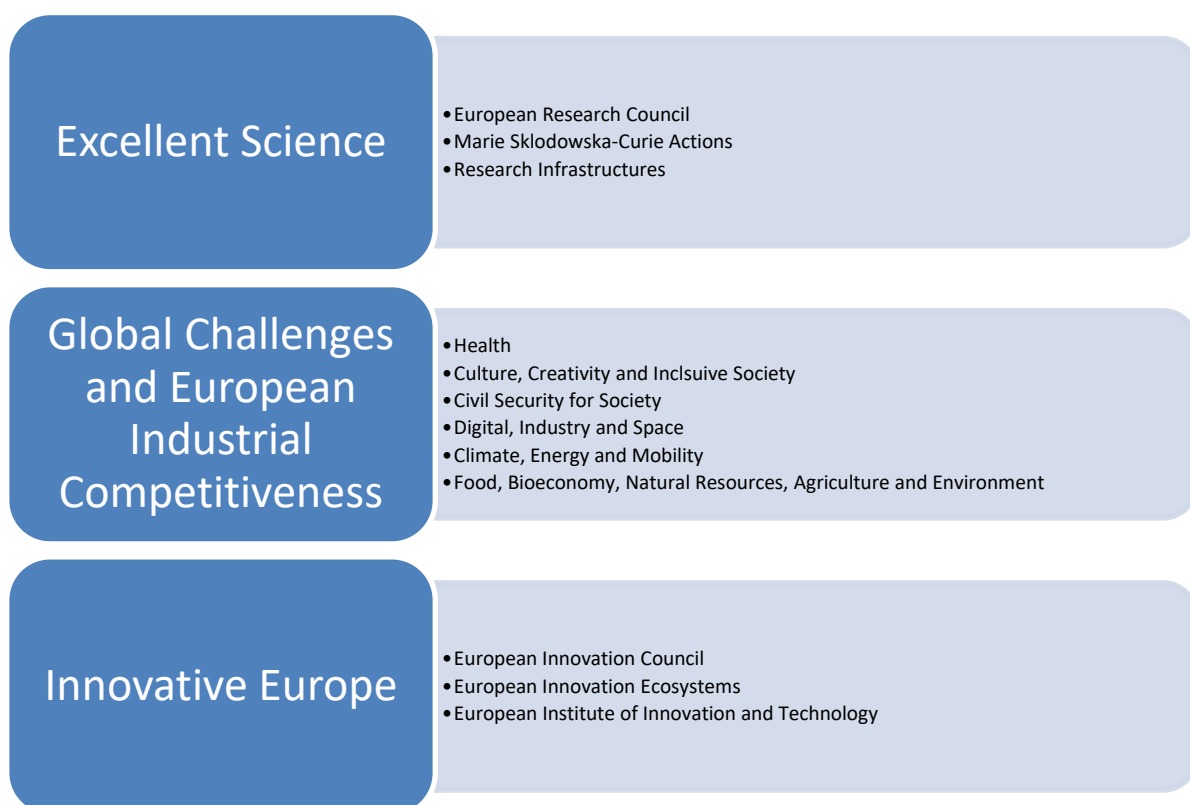 Excellent Science
•European Research Council
•Marie Sklodowska-Curie Actions
•Research Infrastructures
Global Challenges
and European
Industrial
Competitiveness
•Health
•Culture, Creativity and Inclsuive Society
•Civil Security for Society
•Digital, Industry and Space
•Climate, Energy and Mobility
•Food, Bioeconomy, Natural Resources, Agriculture and Environment
Innovative Europe
•European Innovation Council
•European Innovation Ecosystems
•European Institute of Innovation and Technology